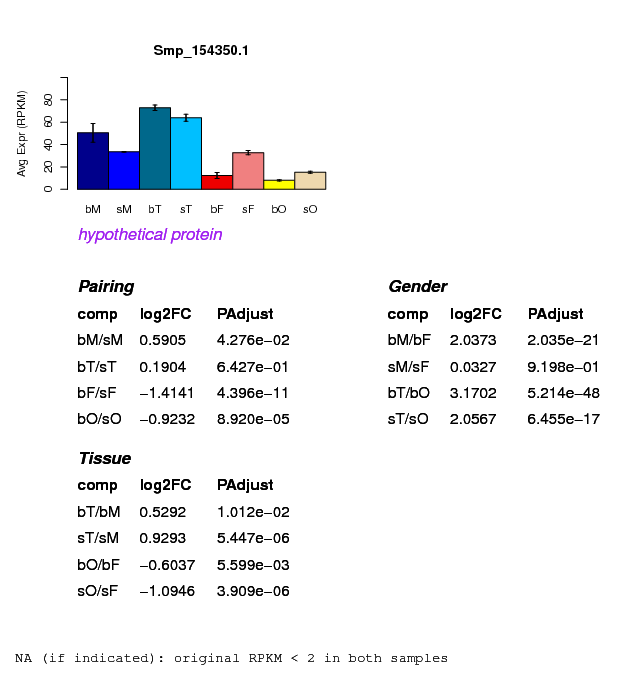 Smp_154350.1
Avg Expr (RPKM)
0 20 40 60 80
bM sM bT sT bF sF bO sO
hypothetical protein
Pairing
comp log2FC PAdjust
bM/sM 0.5905 4.276e−02
bT/sT 0.1904 6.427e−01
bF/sF −1.4141 4.396e−11
bO/sO −0.9232 8.920e−05
Gender
comp log2FC PAdjust
bM/bF 2.0373 2.035e−21
sM/sF 0.0327 9.198e−01
bT/bO 3.1702 5.214e−48
sT/sO 2.0567 6.455e−17
Tissue
comp log2FC PAdjust
bT/bM 0.5292 1.012e−02
sT/sM 0.9293 5.447e−06
bO/bF −0.6037 5.599e−03
sO/sF −1.0946 3.909e−06
NA (if indicated): original RPKM < 2 in both samples